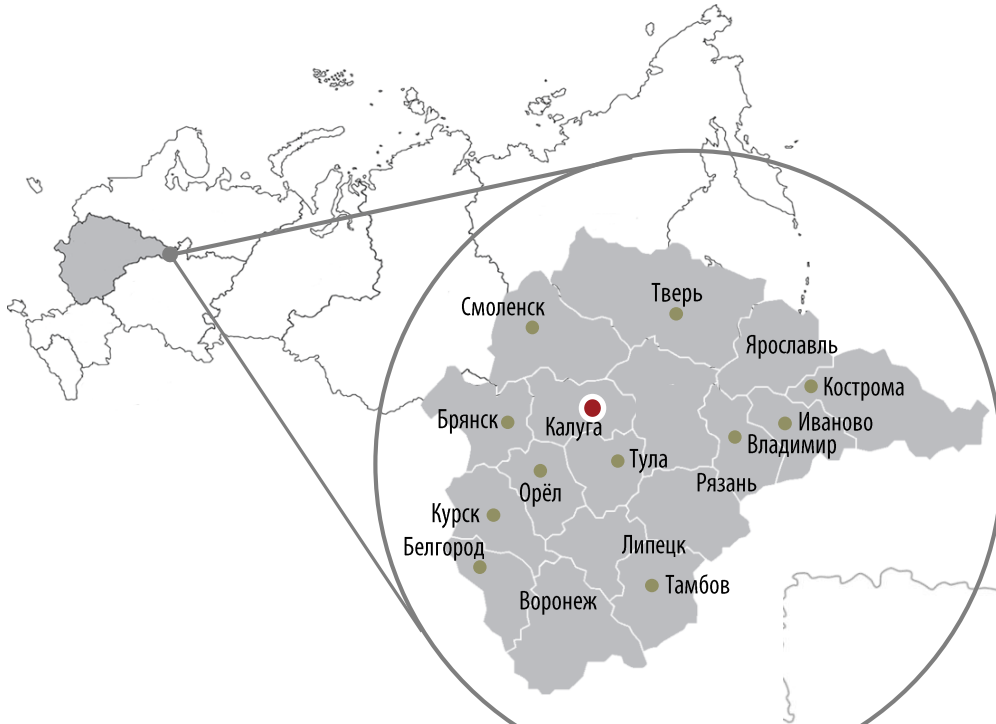 Тверь
Смоленск
Ярославль
Кострома
Брянск
Калуга
Иваново
Владимир
Тула
Рязань
Орёл
Курск
Белгород
Липецк
Тамбов
Воронеж